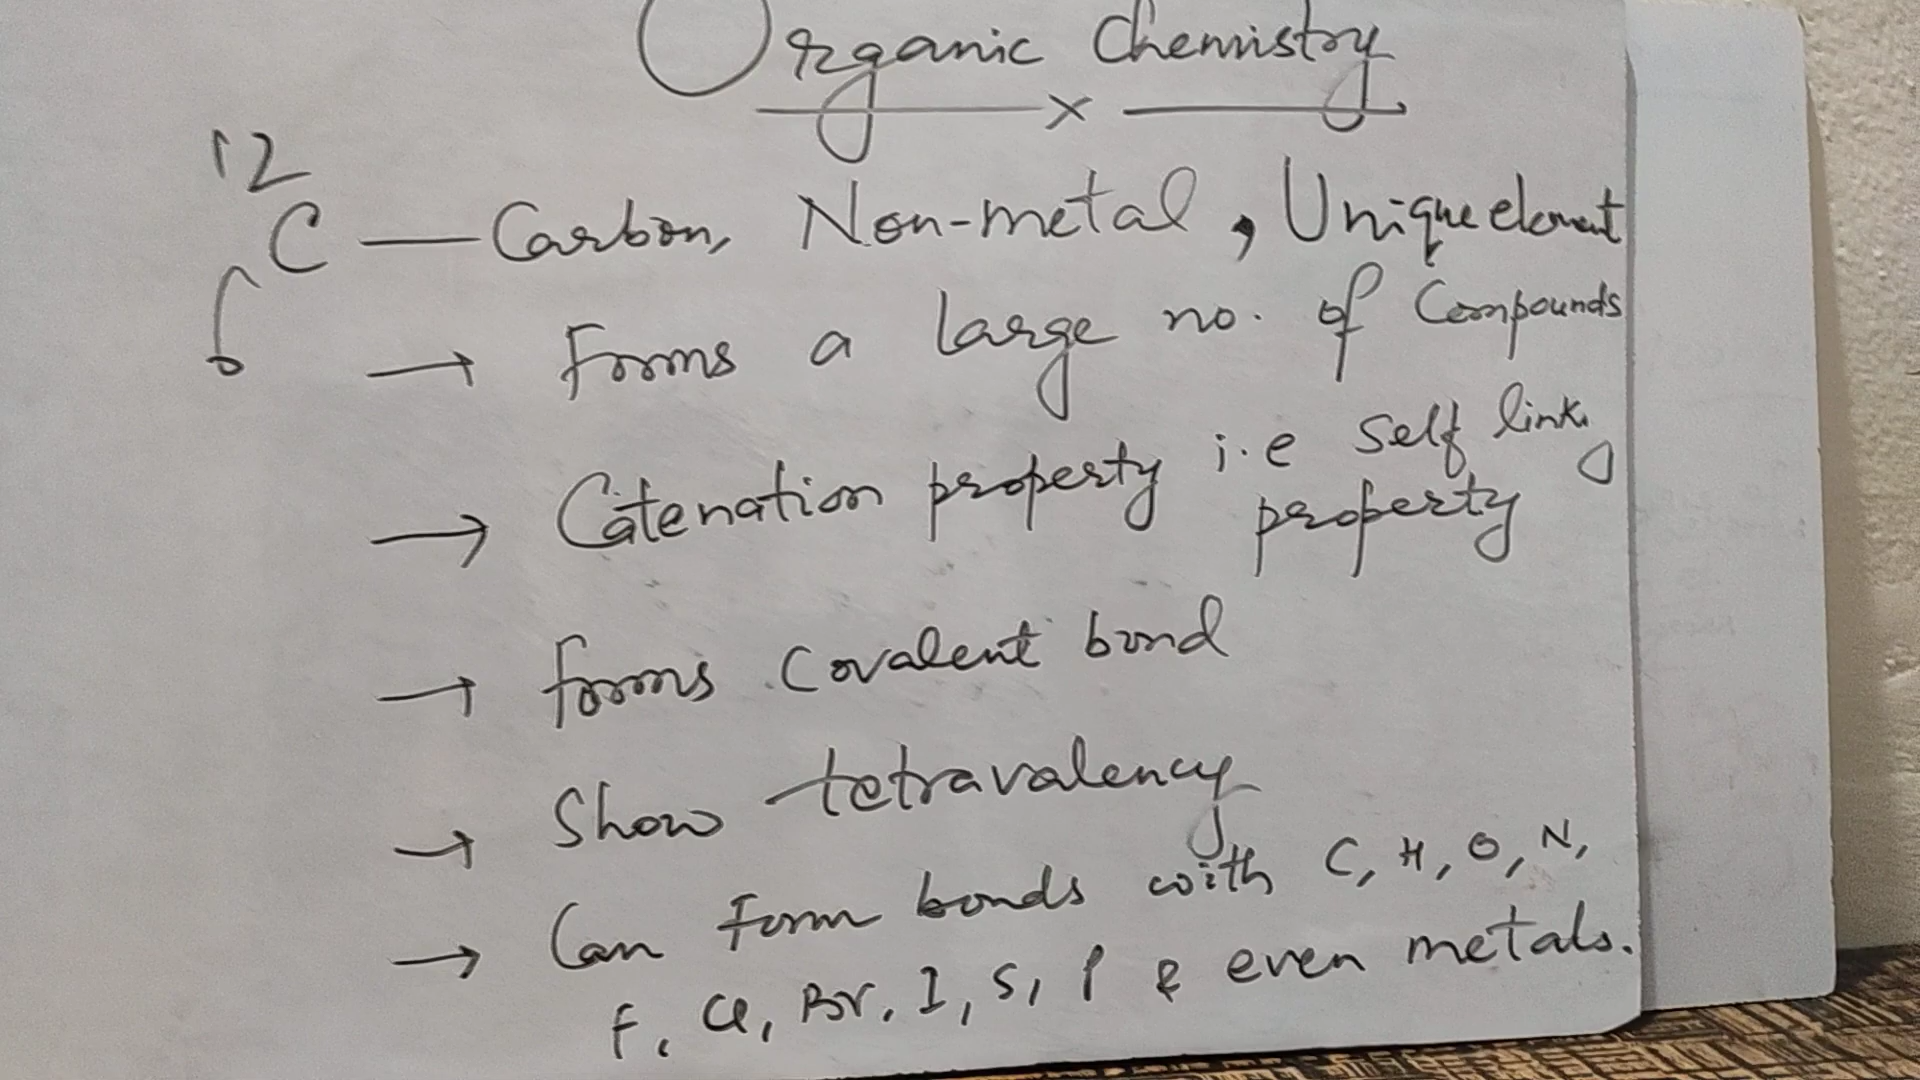 Organic Chemistry
x
12
C — Carbon, Non-metal, Unique element
6
→ Forms a large no. of Compounds
→ Catenation property i.e self link.
property
→ forms covalent bond
→ Show tetravalency
→ Can form bonds with C, H, O, N,
F, Cl, Br, I, S, P & even metals.